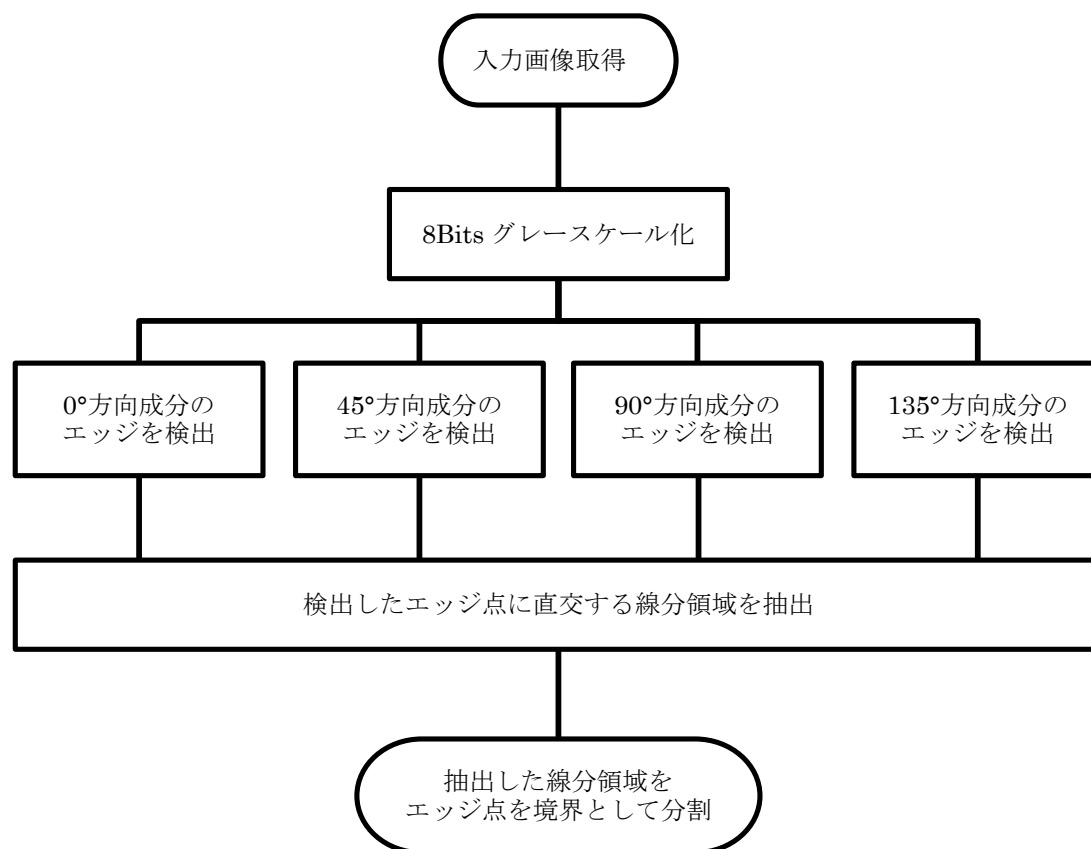 入力画像取得
8Bits グレースケール化
0°方向成分の
エッジを検出
45°方向成分の
エッジを検出
90°方向成分の
エッジを検出
135°方向成分の
エッジを検出
検出したエッジ点に直交する線分領域を抽出
抽出した線分領域を
エッジ点を境界として分割